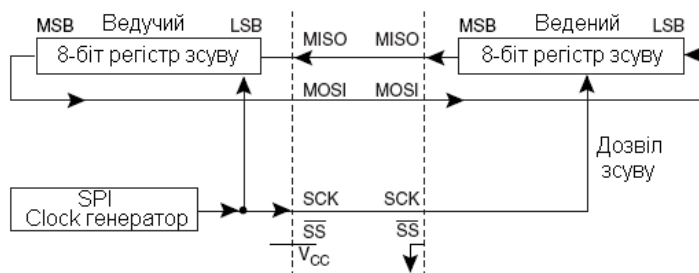 MSB Ведучий LSB
8-біт регістр зсуву
MISO MISO
MSB Ведений LSB
8-біт регістр зсуву
MOSI MOSI
Дозвіл
зсуву
SPI
Clock генератор
SCK SCK
SS SS
VCC